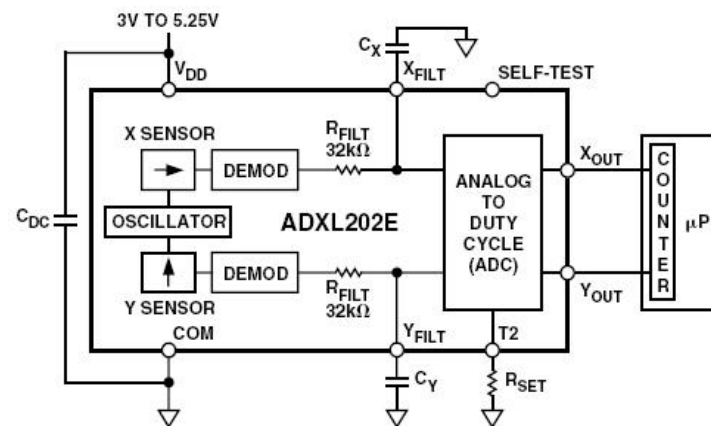 3V TO 5.25V
V_DD
C_X
X_FILT
SELF-TEST
X SENSOR
R_FILT
32kΩ
DEMOD
X_OUT
C_DC
OSCILLATOR
ADXL202E
ANALOG
TO
DUTY
CYCLE
(ADC)
COUNTER
μP
DEMOD
Y SENSOR
R_FILT
32kΩ
Y_OUT
COM
Y_FILT
T2
C_Y
R_SET